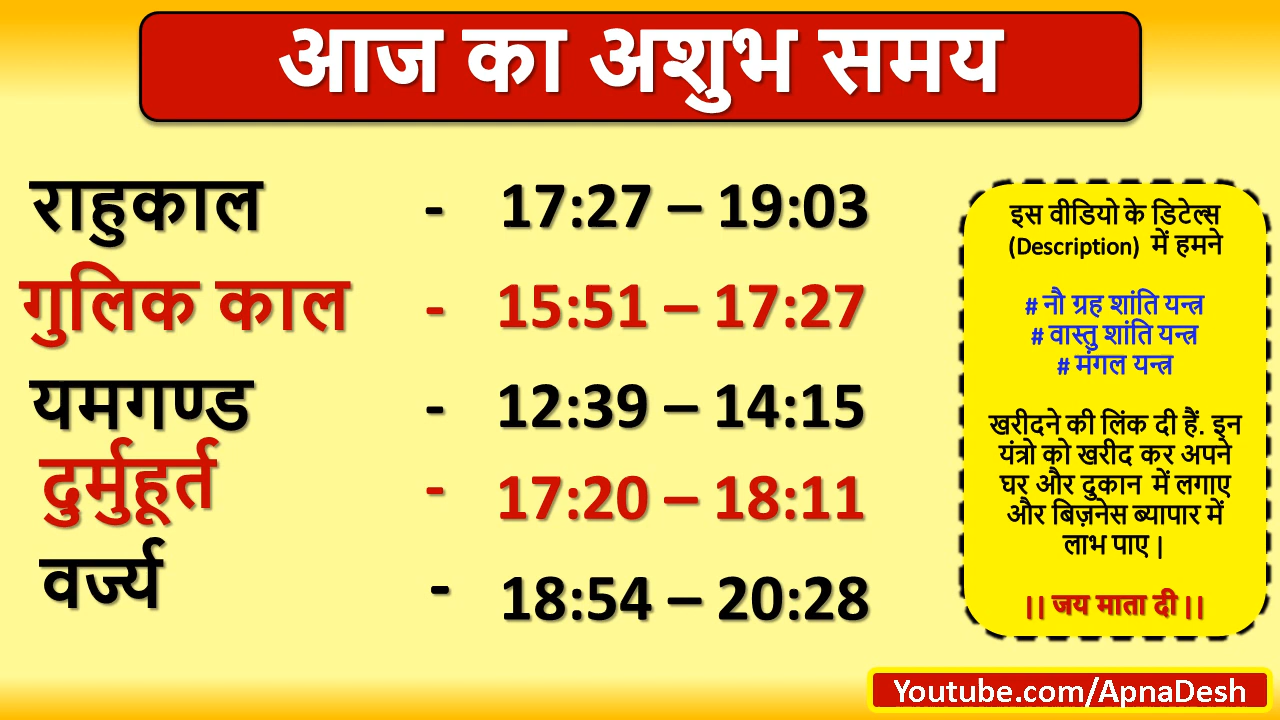 आज का अशुभ समय
राहुकाल - 17:27 – 19:03
गुलिक काल - 15:51 – 17:27
यमगण्ड - 12:39 – 14:15
दुर्मुहूर्त - 17:20 – 18:11
वर्ज्य - 18:54 – 20:28
इस वीडियो के डिटेल्स
(Description) में हमने
# नौ ग्रह शांति यन्त्र
# वास्तु शांति यन्त्र
# मंगल यन्त्र
खरीदने की लिंक दी हैं. इन
यंत्रो को खरीद कर अपने
घर और दुकान में लगाए
और बिज़नेस ब्यापार में
लाभ पाए |
|| जय माता दी ||
Youtube.com/ApnaDesh